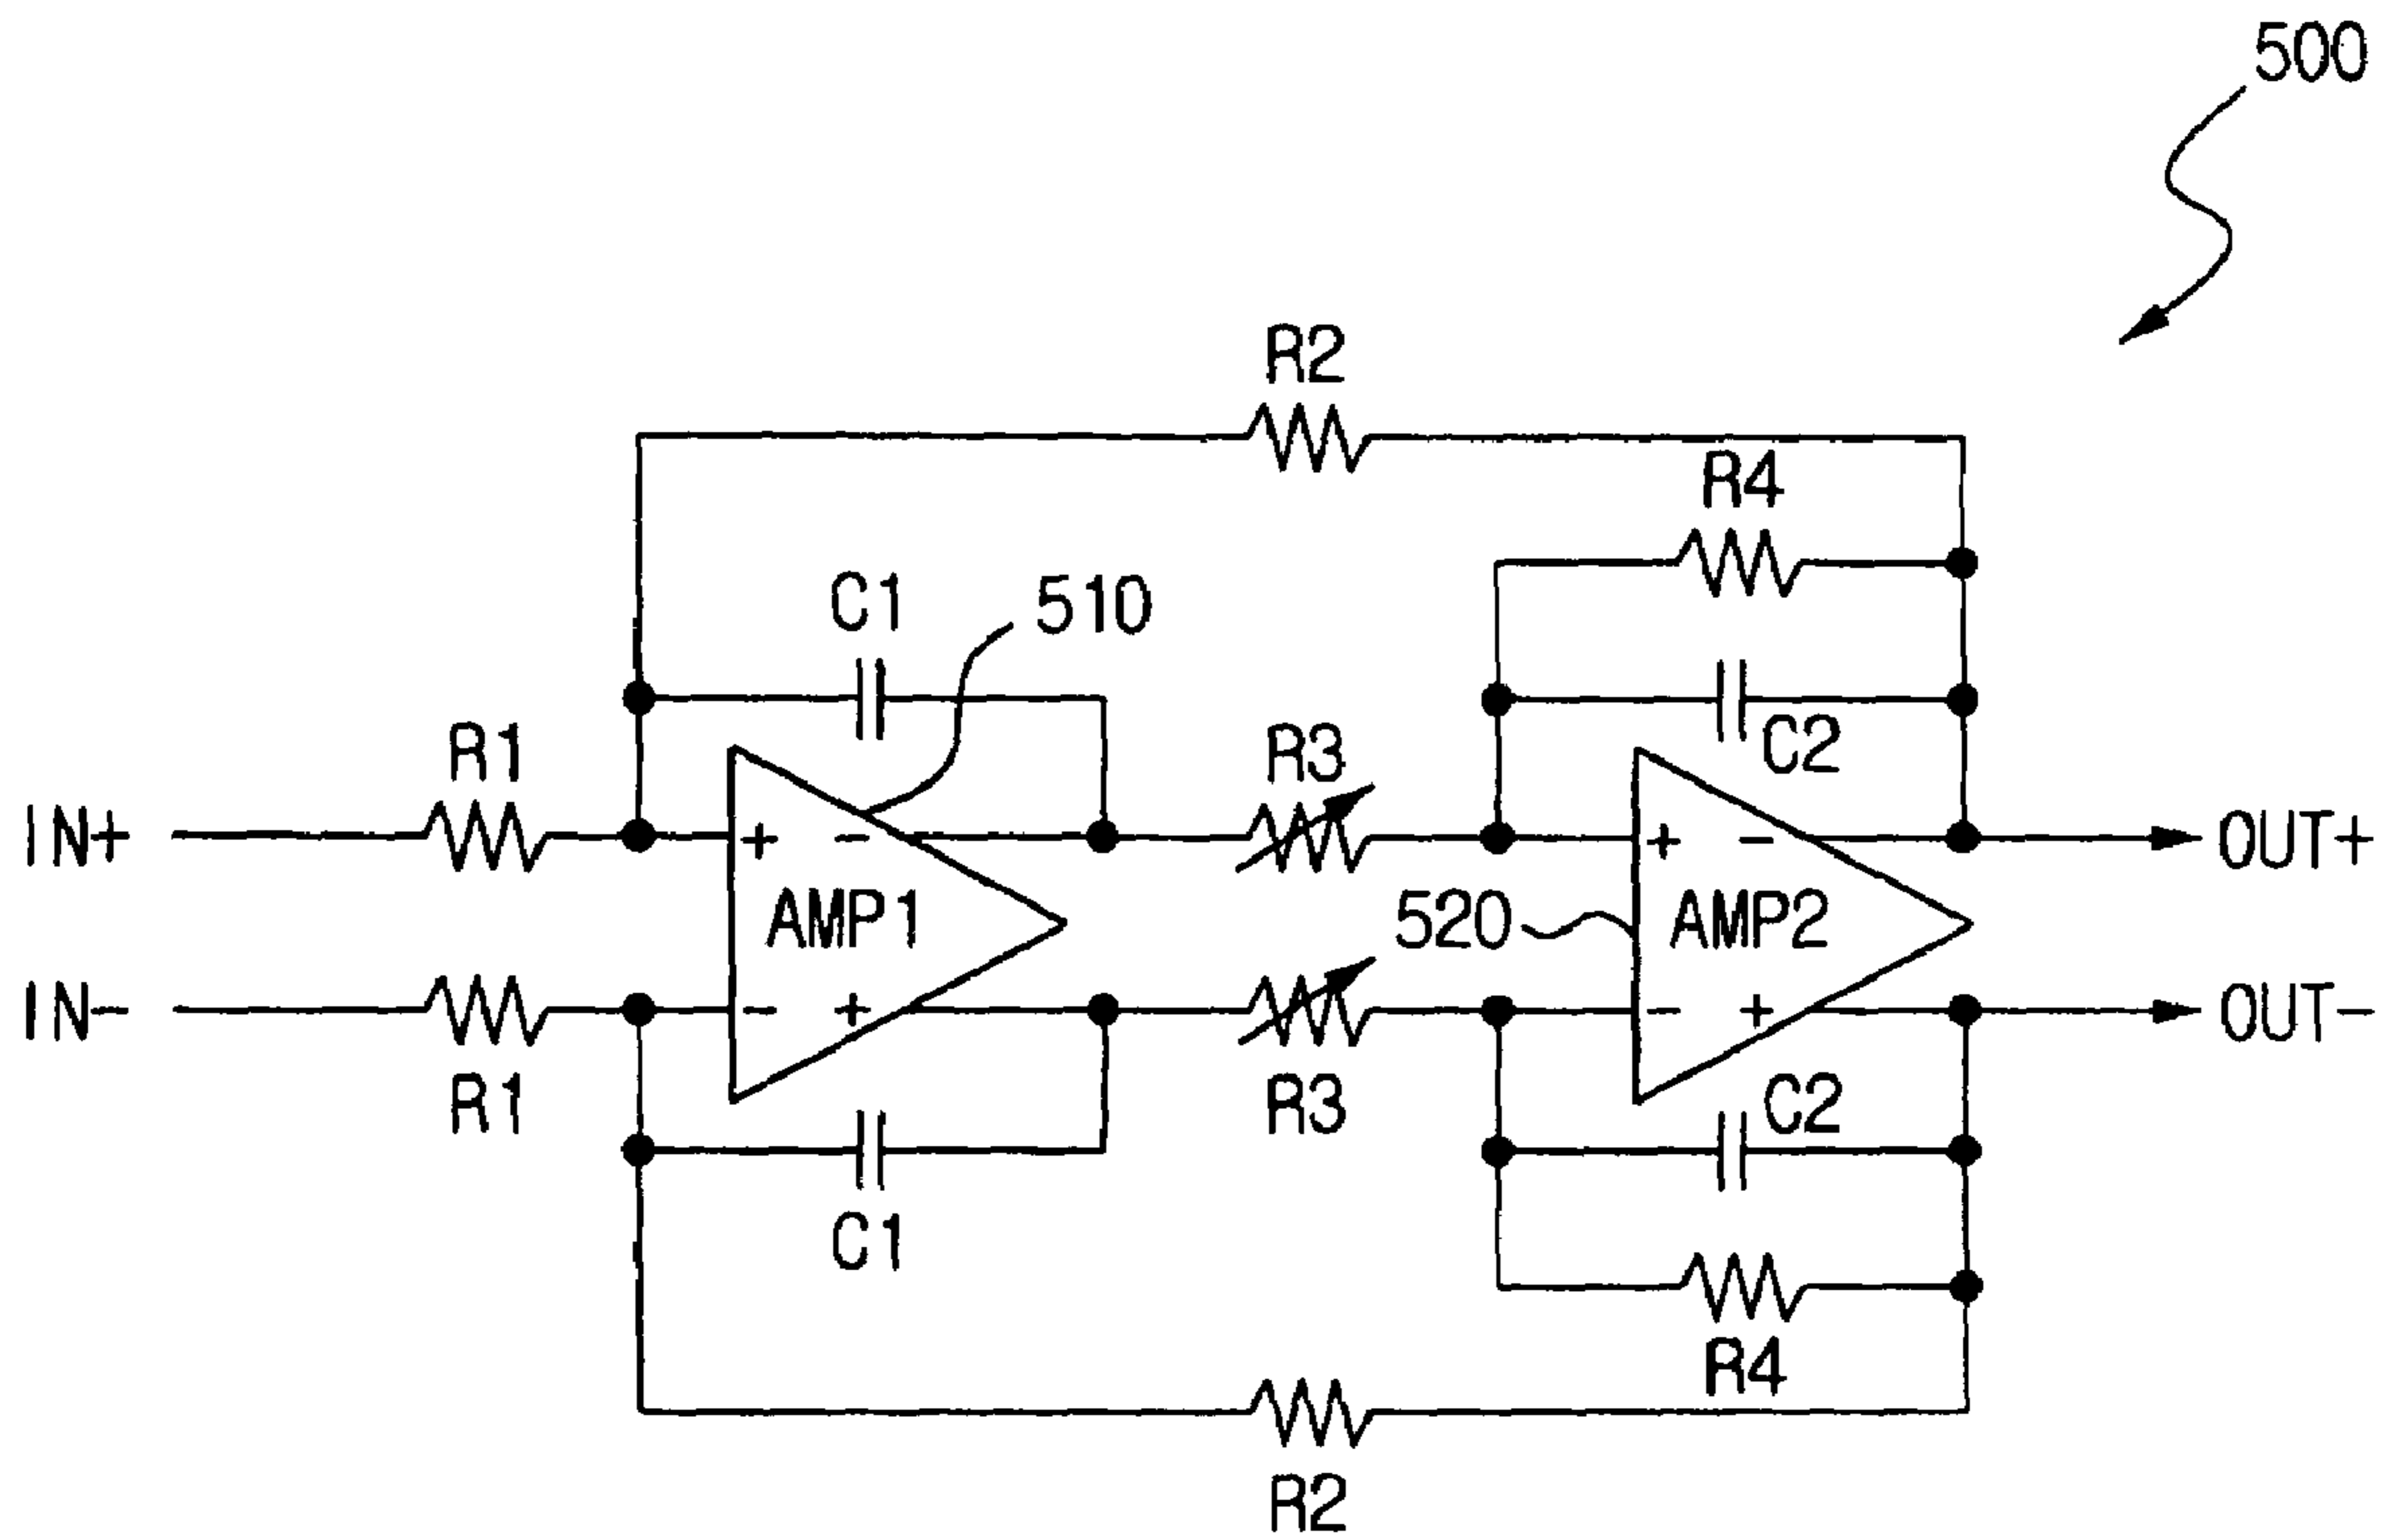 500
R2
R4
C1
510
R1
R3
C2
IN+
+
-
+
-
OUT+
AMP1
520
AMP2
IN-
-
+
-
+
OUT-
R1
R3
C2
C1
R4
R2